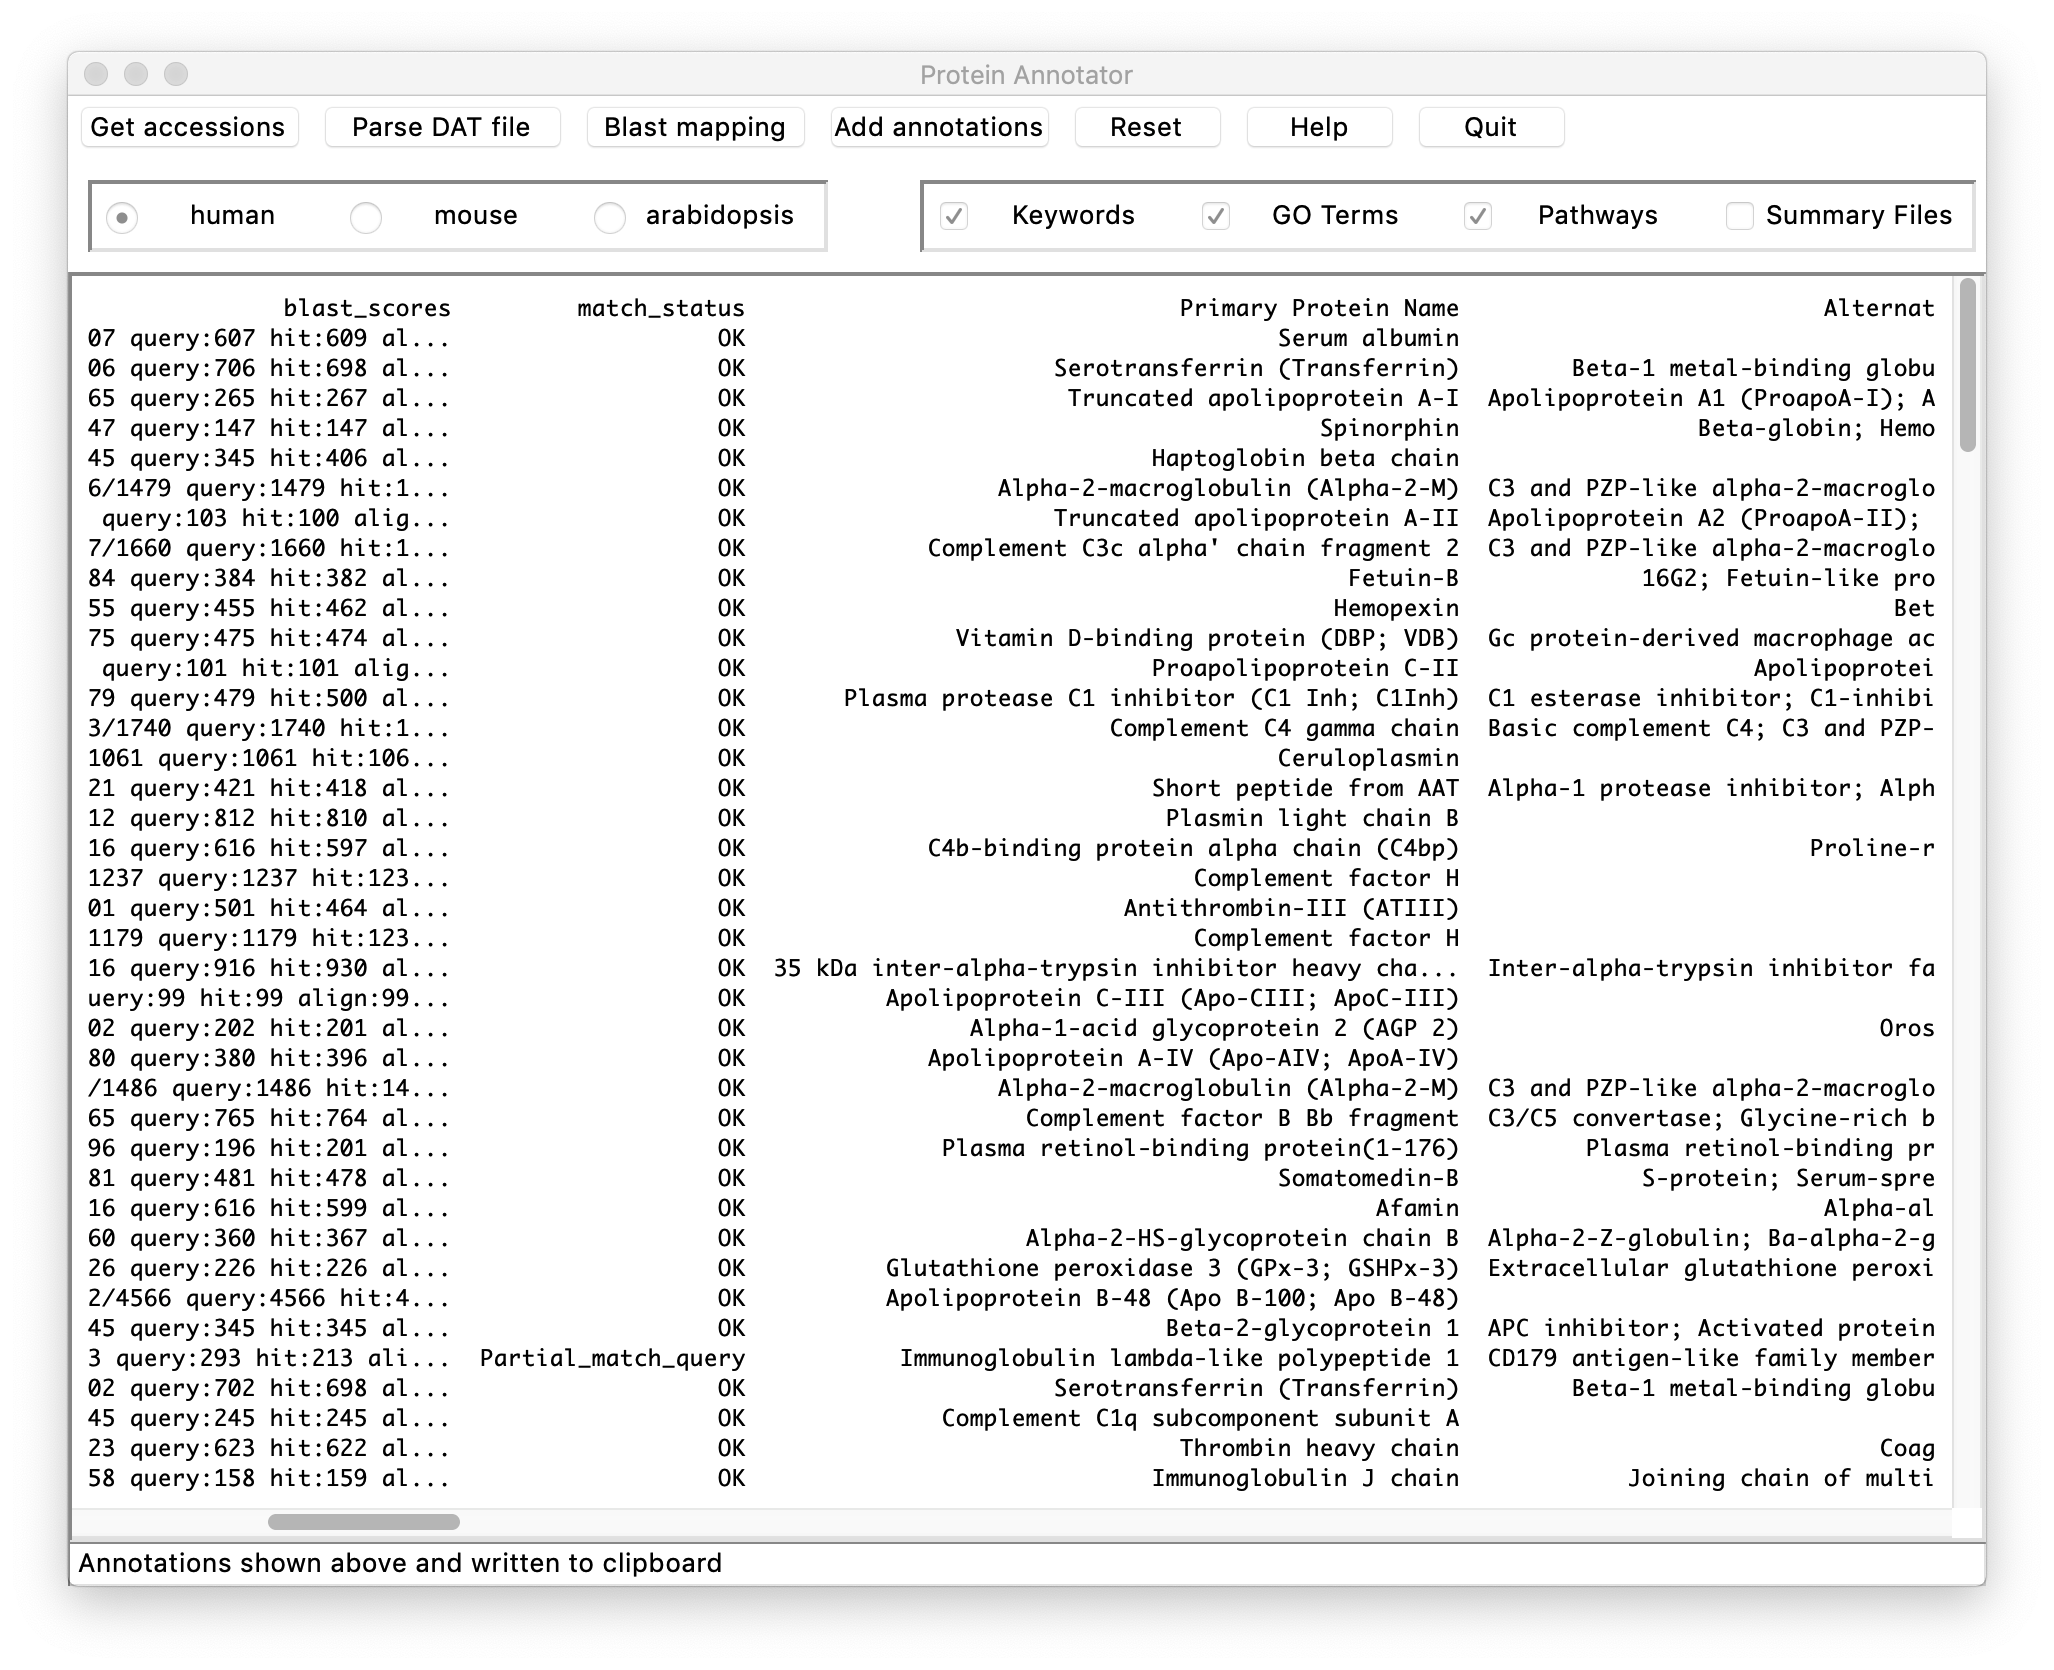 Protein Annotator
Get accessions Parse DAT file Blast mapping Add annotations Reset Help Quit
human mouse arabidopsis Keywords GO Terms Pathways Summary Files
blast_scores match_status Primary Protein Name Alternat
07 query:607 hit:609 al... OK Serum albumin
06 query:706 hit:698 al... OK Serotransferrin (Transferrin) Beta-1 metal-binding globu
65 query:265 hit:267 al... OK Truncated apolipoprotein A-I Apolipoprotein A1 (ProapoA-I); A
47 query:147 hit:147 al... OK Spinorphin Beta-globin; Hemo
45 query:345 hit:406 al... OK Haptoglobin beta chain
6/1479 query:1479 hit:1... OK Alpha-2-macroglobulin (Alpha-2-M) C3 and PZP-like alpha-2-macroglo
query:103 hit:100 alig... OK Truncated apolipoprotein A-II Apolipoprotein A2 (ProapoA-II);
7/1660 query:1660 hit:1... OK Complement C3c alpha' chain fragment 2 C3 and PZP-like alpha-2-macroglo
84 query:384 hit:382 al... OK Fetuin-B 16G2; Fetuin-like pro
55 query:455 hit:462 al... OK Hemopexin Bet
75 query:475 hit:474 al... OK Vitamin D-binding protein (DBP; VDB) Gc protein-derived macrophage ac
query:101 hit:101 alig... OK Proapolipoprotein C-II Apolipoprotei
79 query:479 hit:500 al... OK Plasma protease C1 inhibitor (C1 Inh; C1Inh) C1 esterase inhibitor; C1-inhibi
3/1740 query:1740 hit:1... OK Complement C4 gamma chain Basic complement C4; C3 and PZP-
1061 query:1061 hit:106... OK Ceruloplasmin
21 query:421 hit:418 al... OK Short peptide from AAT Alpha-1 protease inhibitor; Alph
12 query:812 hit:810 al... OK Plasmin light chain B
16 query:616 hit:597 al... OK C4b-binding protein alpha chain (C4bp) Proline-r
1237 query:1237 hit:123... OK Complement factor H
01 query:501 hit:464 al... OK Antithrombin-III (ATIII)
1179 query:1179 hit:123... OK Complement factor H
16 query:916 hit:930 al... OK 35 kDa inter-alpha-trypsin inhibitor heavy cha... Inter-alpha-trypsin inhibitor fa
uery:99 hit:99 align:99... OK Apolipoprotein C-III (Apo-CIII; ApoC-III)
02 query:202 hit:201 al... OK Alpha-1-acid glycoprotein 2 (AGP 2) Oros
80 query:380 hit:396 al... OK Apolipoprotein A-IV (Apo-AIV; ApoA-IV)
/1486 query:1486 hit:14... OK Alpha-2-macroglobulin (Alpha-2-M) C3 and PZP-like alpha-2-macroglo
65 query:765 hit:764 al... OK Complement factor B Bb fragment C3/C5 convertase; Glycine-rich b
96 query:196 hit:201 al... OK Plasma retinol-binding protein(1-176) Plasma retinol-binding pr
81 query:481 hit:478 al... OK Somatomedin-B S-protein; Serum-spre
16 query:616 hit:599 al... OK Afamin Alpha-al
60 query:360 hit:367 al... OK Alpha-2-HS-glycoprotein chain B Alpha-2-Z-globulin; Ba-alpha-2-g
26 query:226 hit:226 al... OK Glutathione peroxidase 3 (GPx-3; GSHPx-3) Extracellular glutathione peroxi
2/4566 query:4566 hit:4... OK Apolipoprotein B-48 (Apo B-100; Apo B-48)
45 query:345 hit:345 al... OK Beta-2-glycoprotein 1 APC inhibitor; Activated protein
3 query:293 hit:213 ali... Partial_match_query Immunoglobulin lambda-like polypeptide 1 CD179 antigen-like family member
02 query:702 hit:698 al... OK Serotransferrin (Transferrin) Beta-1 metal-binding globu
45 query:245 hit:245 al... OK Complement C1q subcomponent subunit A
23 query:623 hit:622 al... OK Thrombin heavy chain Coag
58 query:158 hit:159 al... OK Immunoglobulin J chain Joining chain of multi
Annotations shown above and written to clipboard